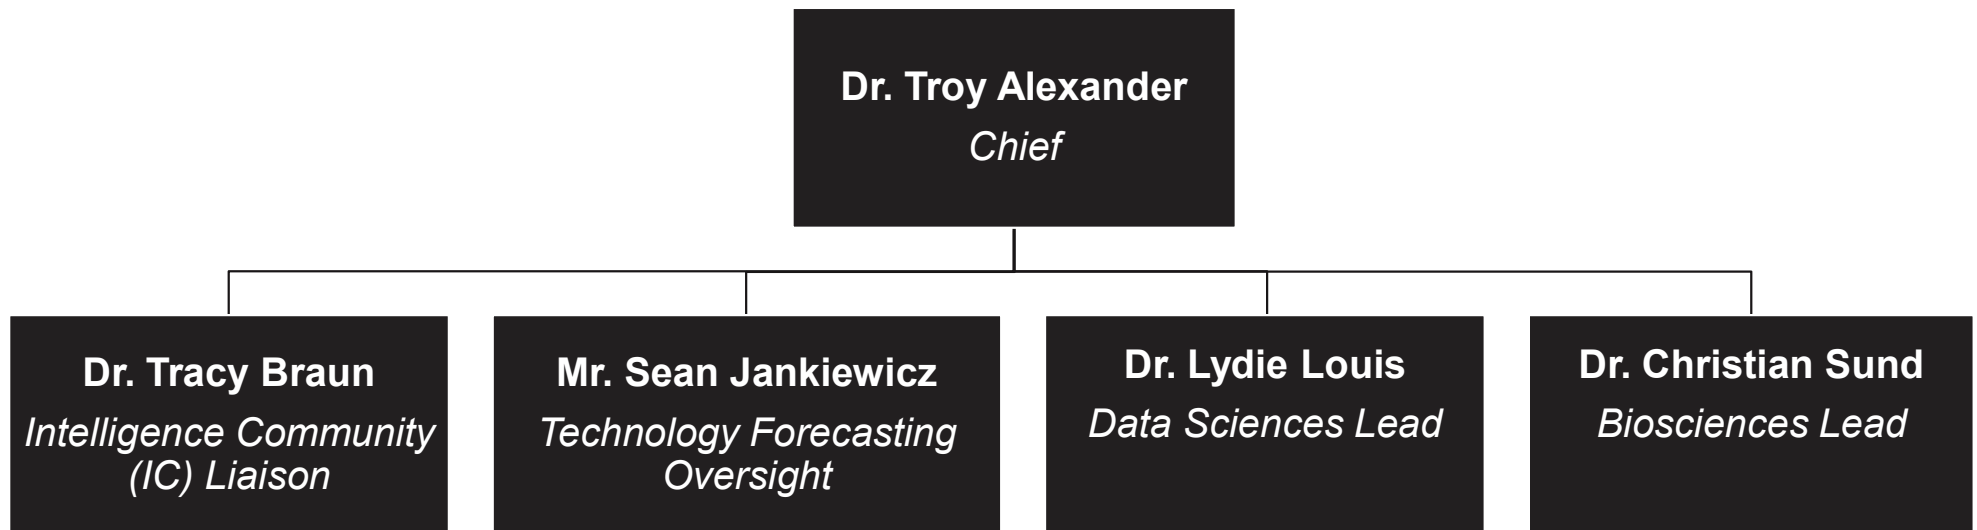 Dr. Troy Alexander
Chief
Dr. Tracy Braun
Intelligence Community
(IC) Liaison
Mr. Sean Jankiewicz
Technology Forecasting
Oversight
Dr. Lydie Louis
Data Sciences Lead
Dr. Christian Sund
Biosciences Lead